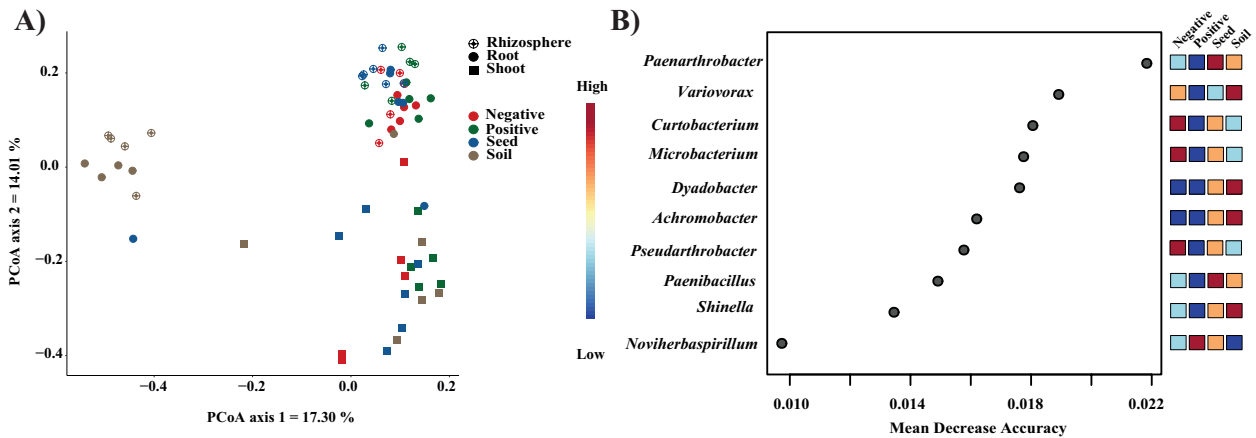 A)
0.2
0.0
−0.2
−0.4
−0.4
−0.2
0.0
0.2
PCoA axis 2 = 14.01 %
PCoA axis 1 = 17.30 %
Rhizosphere
Root
Shoot
Negative
Positive
Seed
Soil
High
Low
B)
Negative
Positive
Seed
Soil
Paenarthrobacter
Variovorax
Curtobacterium
Microbacterium
Dyadobacter
Achromobacter
Pseudarthrobacter
Paenibacillus
Shinella
Noviherbaspirillum
0.010
0.014
0.018
0.022
Mean Decrease Accuracy